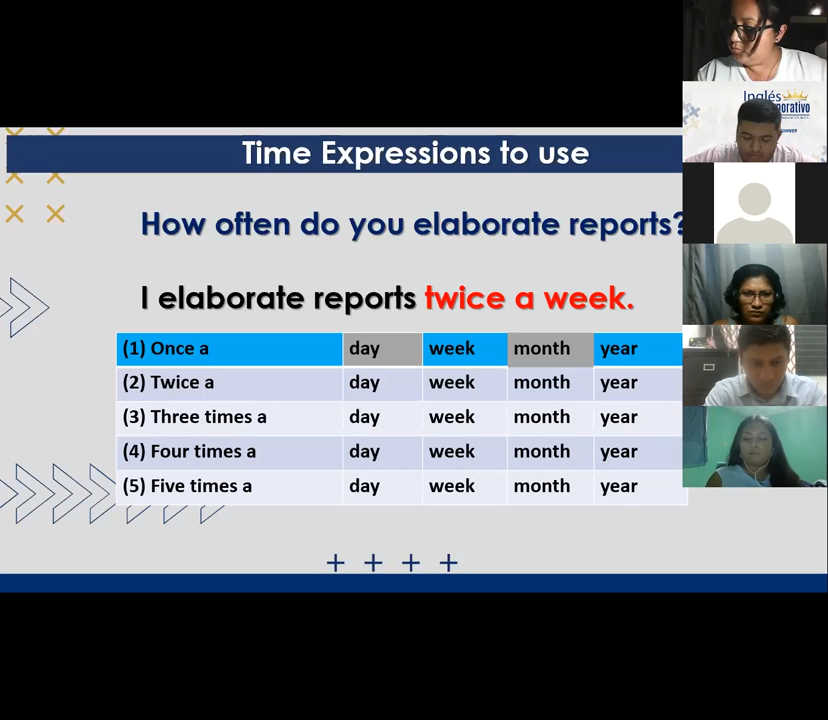 Time Expressions to use
How often do you elaborate reports?
I elaborate reports twice a week.
(1) Once a day week month year
(2) Twice a day week month year
(3) Three times a day week month year
(4) Four times a day week month year
(5) Five times a day week month year
Inglés